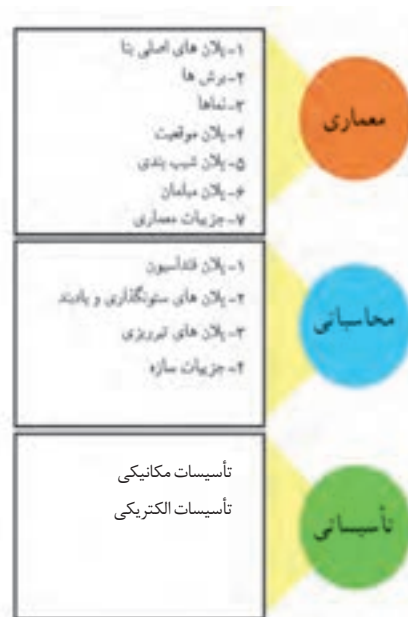 معماری
۱-پلان های اصلی بنا
۲-برش ها
۳-نماها
۴-پلان موقعیت
۵-پلان شیب بندی
۶-پلان مبلمان
۷-جزییات معماری
محاسباتی
۱-پلان فنداسیون
۲-پلان های ستونگذاری و بادبند
۳-پلان های تیرریزی
۴-جزییات سازه
تأسیساتی
تأسیسات مکانیکی
تأسیسات الکتریکی